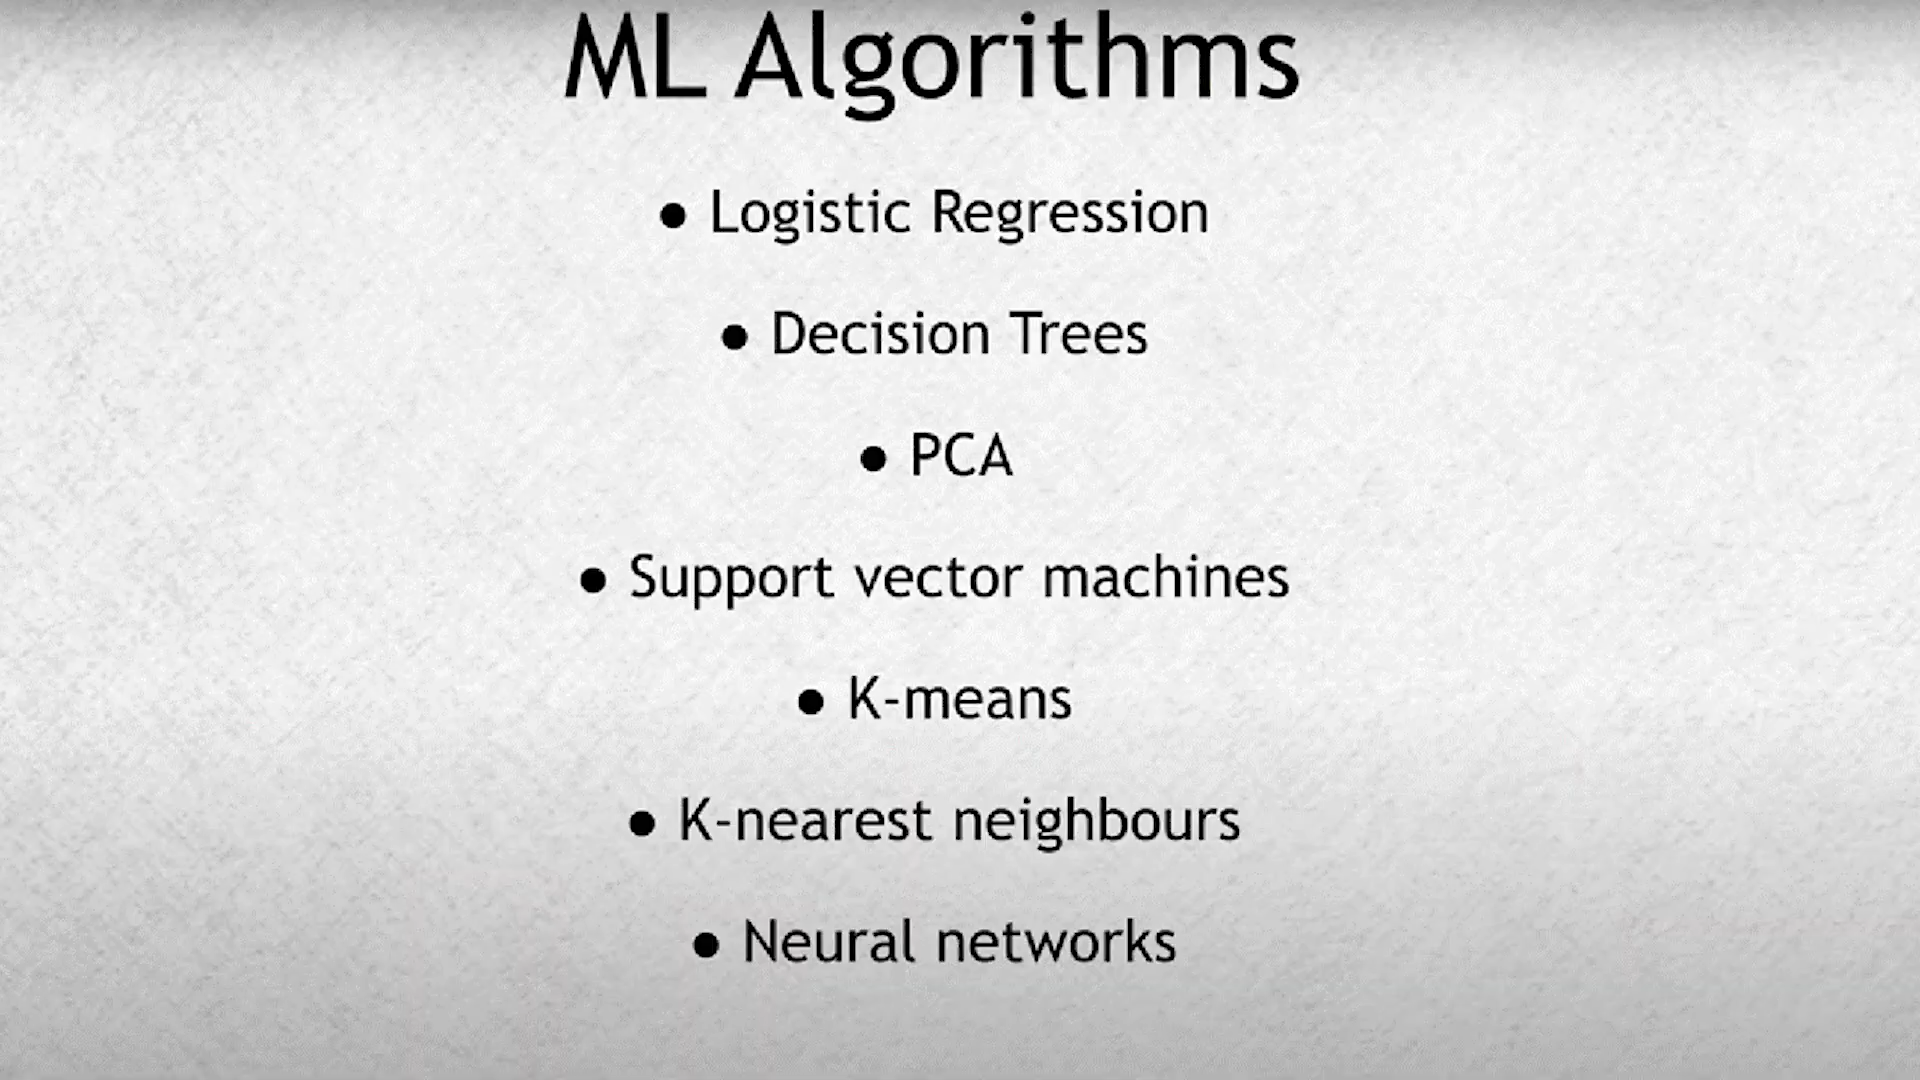 ML Algorithms
● Logistic Regression
● Decision Trees
● PCA
● Support vector machines
● K-means
● K-nearest neighbours
● Neural networks